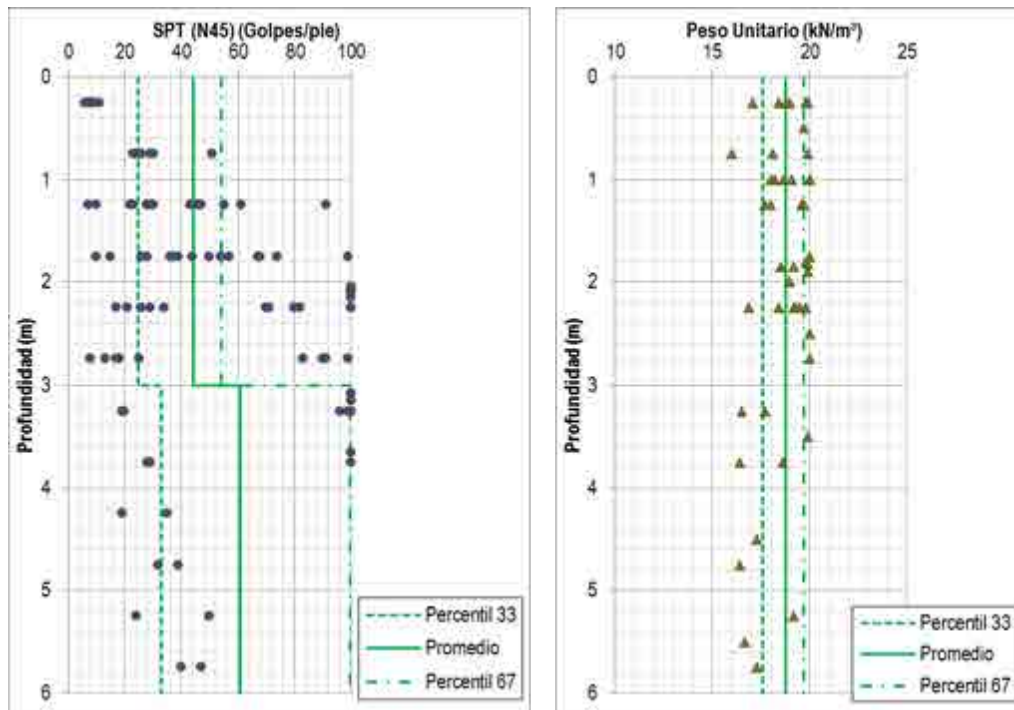 SPT (N45) (Golpes/pie)
0 20 40 60 80 100
0
1
2
3
4
5
6
Profundidad (m)
Percentil 33
Promedio
Percentil 67
Peso Unitario (kN/m³)
10 15 20 25
0
1
2
3
4
5
6
Profundidad (m)
Percentil 33
Promedio
Percentil 67